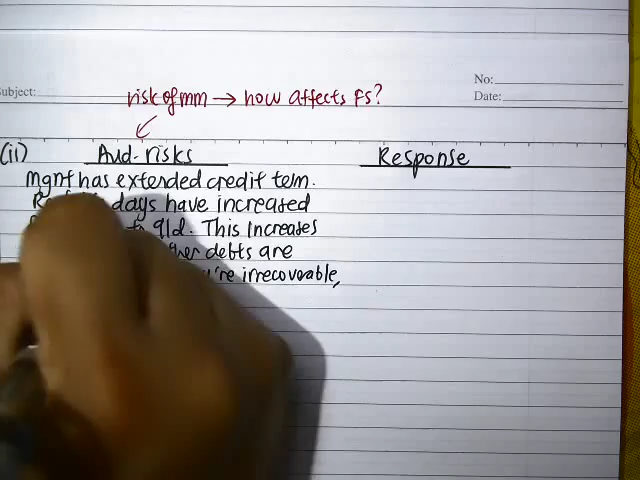 No:
Subject:
risk of mm → how affects FS?
Date:
(ii) Aud-risks Response
Mgnt has extended credit term.
days have increased
91d. This increases
debts are
're irrecoverable,